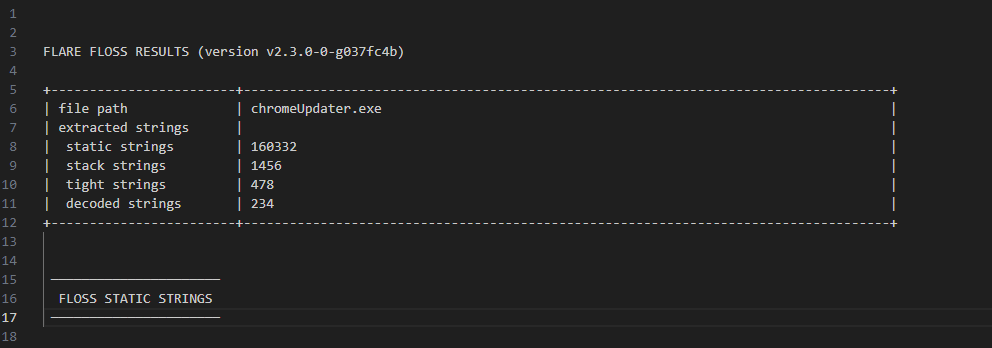 1
2
3 FLARE FLOSS RESULTS (version v2.3.0-0-g037fc4b)
4
5 +------------------------+------------------------------------------------------------------------------------+
6 | file path | chromeUpdater.exe |
7 | extracted strings | |
8 | static strings | 160332 |
9 | stack strings | 1456 |
10 | tight strings | 478 |
11 | decoded strings | 234 |
12 +------------------------+------------------------------------------------------------------------------------+
13
14
15 ──────────────────────
16 FLOSS STATIC STRINGS
17 ──────────────────────
18